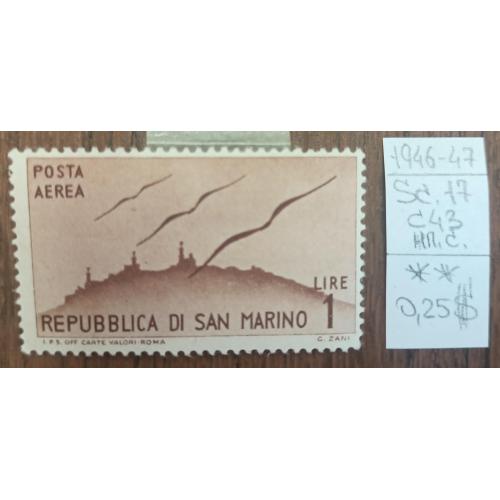 POSTA
AEREA
LIRE
1
REPUBBLICA DI SAN MARINO
I.P.S. OFF CARTE VALORI-ROMA
C. ZANI
1946-47
Sc. 17
C43
нп.с.
**
0,25$